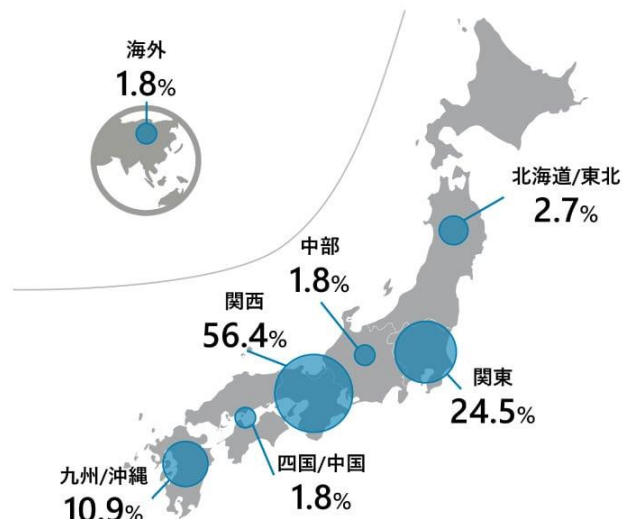 海外
1.8%
北海道/東北
2.7%
中部
1.8%
関西
56.4%
関東
24.5%
四国/中国
1.8%
九州/沖縄
10.9%